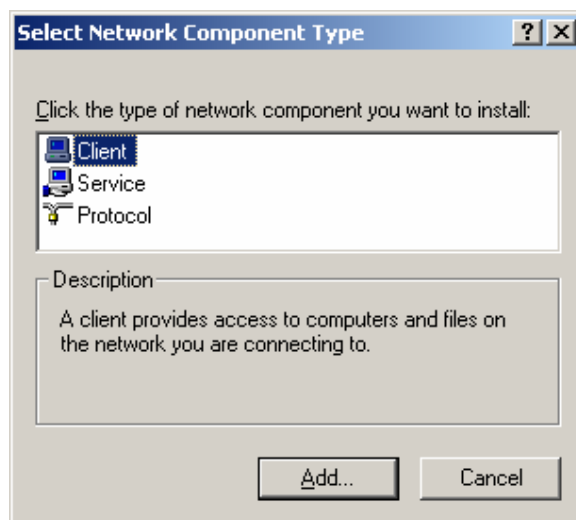 Select Network Component Type
Click the type of network component you want to install:
Client
Service
Protocol
Description
A client provides access to computers and files on
the network you are connecting to.
Add...
Cancel